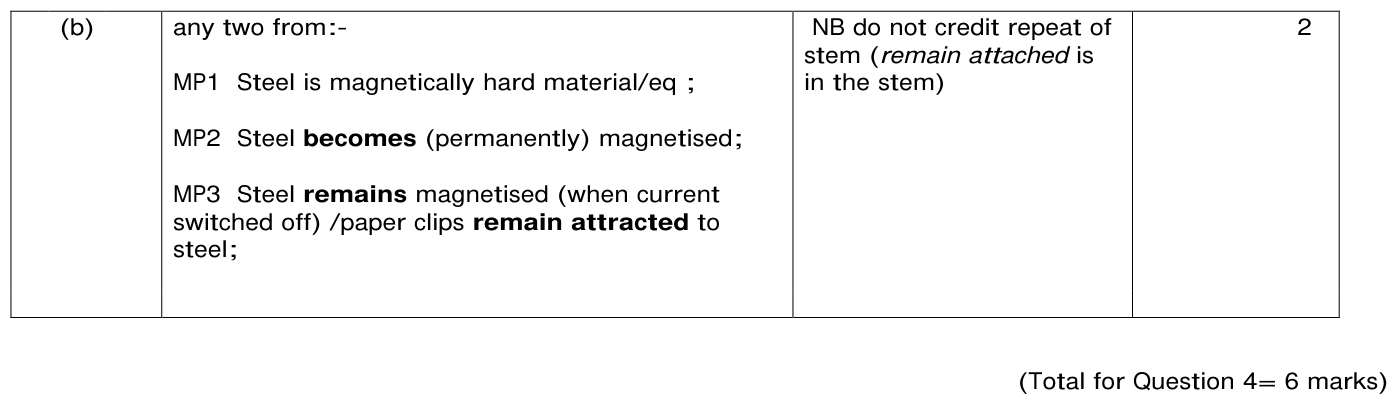 (b) any two from:- NB do not credit repeat of 2
stem (remain attached is
MP1 Steel is magnetically hard material/eq ; in the stem)
MP2 Steel becomes (permanently) magnetised;
MP3 Steel remains magnetised (when current
switched off) /paper clips remain attracted to
steel;
(Total for Question 4= 6 marks)